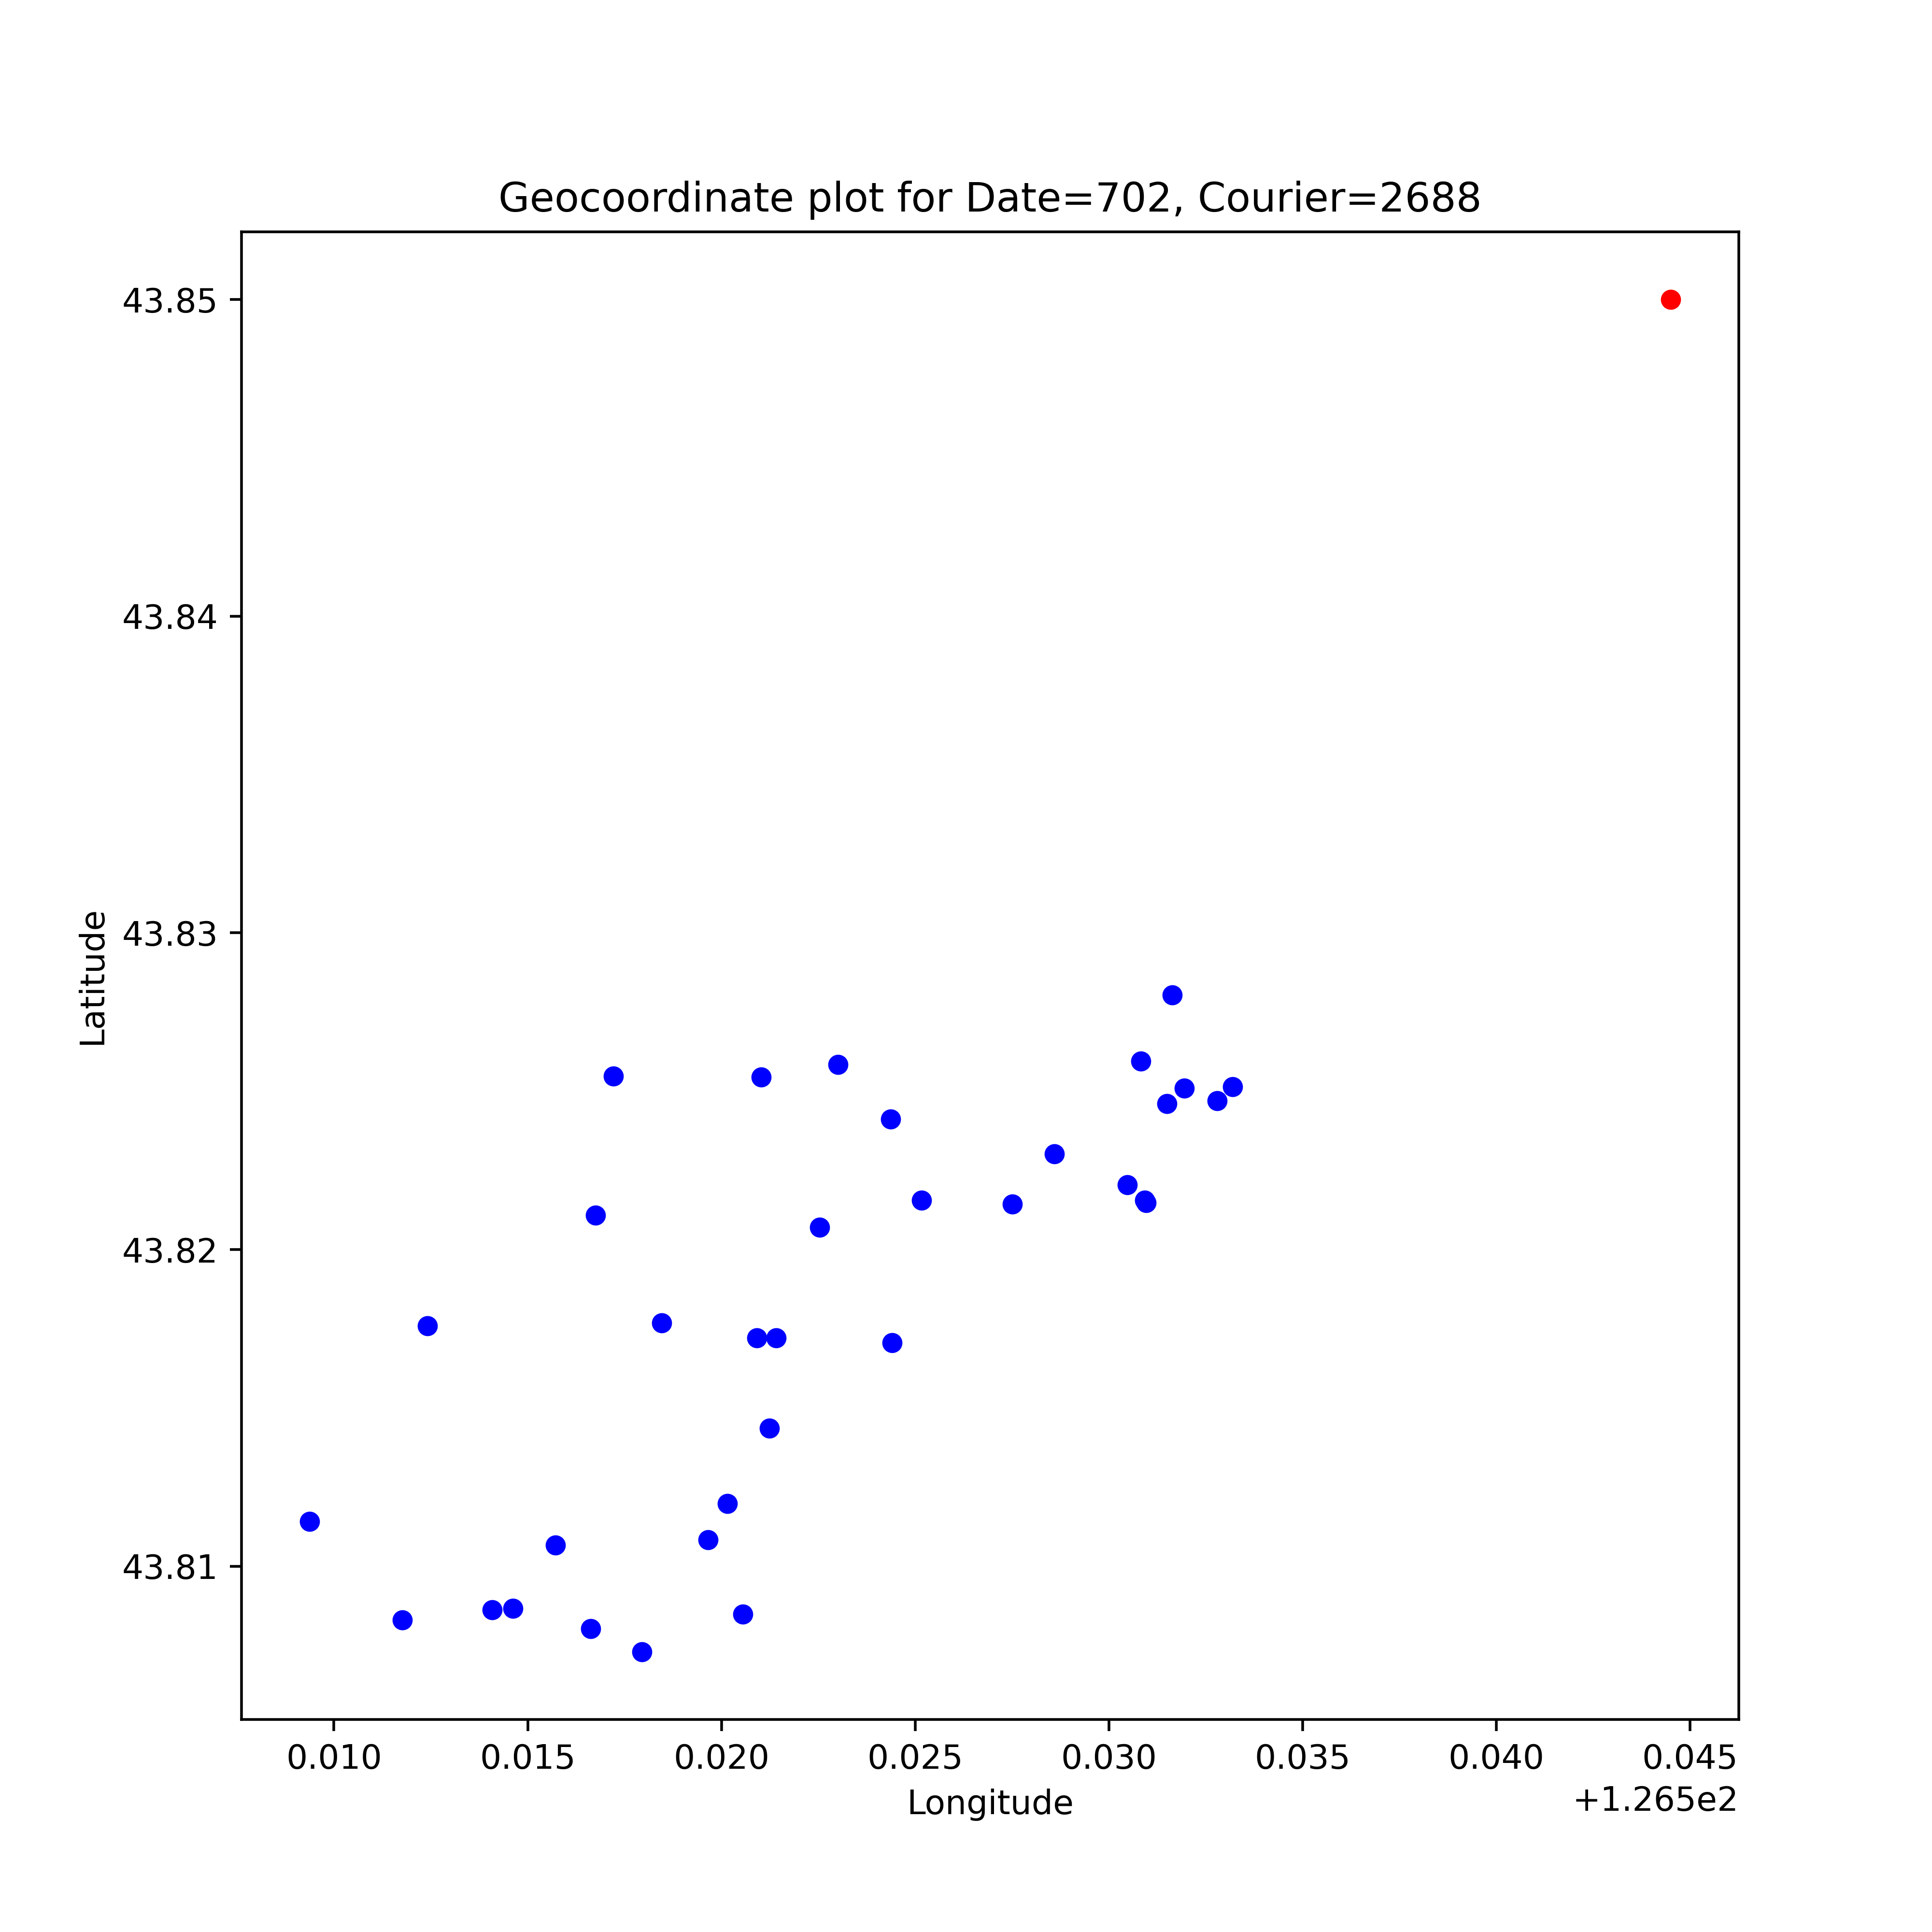 Geocoordinate plot for Date=702, Courier=2688
43.85
43.84
43.83
43.82
43.81
Latitude
0.010 0.015 0.020 0.025 0.030 0.035 0.040 0.045
Longitude
+1.265e2